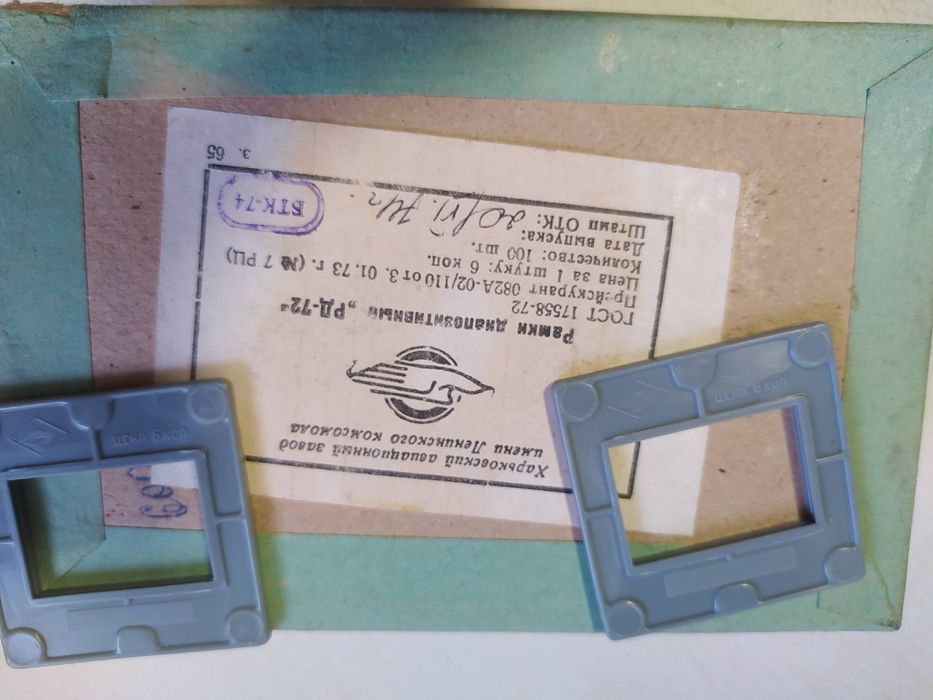 Харьковский авиационный завод
имени Ленинского комсомола
Рамки диапозитивные „РД-72"
ГОСТ 17558-72
Прейскурант 082А-02/110 от 3. 01. 73 г. (№ 7 РЦ)
Цена за 1 штуку: 6 коп.
Количество: 100 шт.
Дата выпуска:
Штамп ОТК:
БТК-74
з. 65
ЦЕНА 6 КОП.
ЦЕНА 6 КОП.